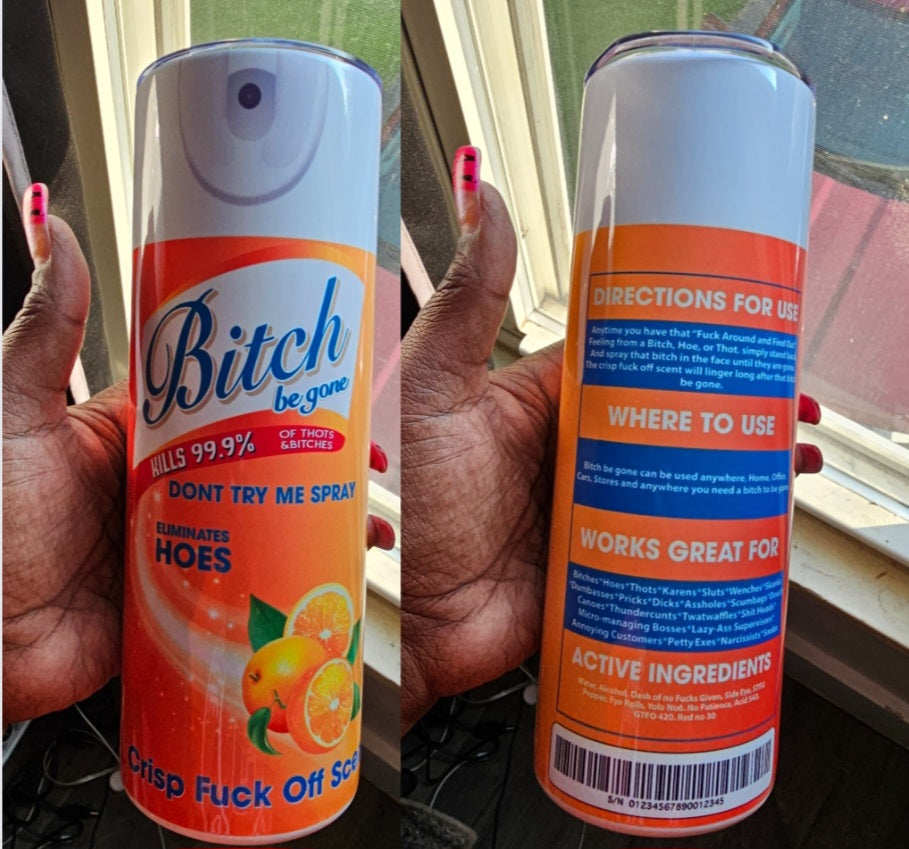 Bitch
be gone
KILLS 99.9% OF THOTS
&BITCHES
DONT TRY ME SPRAY
ELIMINATES
HOES
Crisp Fuck Off
DIRECTIONS FOR USE
Anytime you have that "Fuck Around and Find Out"
Feeling from a Bitch, Hoe, or Thot, simply stand
And spray that bitch in the face until they are gone
The crisp fuck off scent will linger long after that
be gone.
WHERE TO USE
Bitch be gone can be used anywhere, Home, Office,
Cars, Stores and anywhere you need a bitch to be gone
WORKS GREAT FOR
Bitches*Hoes*Thots*Karens*Sluts*Wenches*Skanks
*Dumbasses*Pricks*Dicks*Assholes*Scumbags*
Canoes*Thundercunts*Twatwaffles*Shit Heads*
Micro-managing Bosses*Lazy-Ass Supervisors*
Annoying Customers*Petty Exes*Narcissists*Snobs
ACTIVE INGREDIENTS
Water, Alcohol, Dash of no Fucks Given, Side Eye, STFU
Pepper, Eye Rolls, Yolo No6, No Patience, Acid 543,
GTFO 420, Red no 30
S/N 01234567890012345